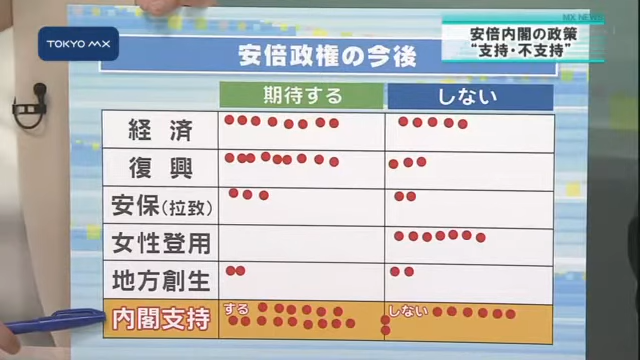 TOKYO MX
MX NEWS
安倍内閣の政策
“支持・不支持”
安倍政権の今後
期待する
しない
経済
復興
安保(拉致)
女性登用
地方創生
内閣支持
する
しない